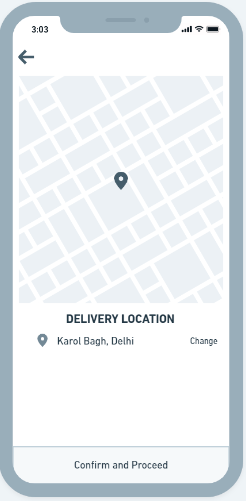 3:03
DELIVERY LOCATION
Karol Bagh, Delhi Change
Confirm and Proceed